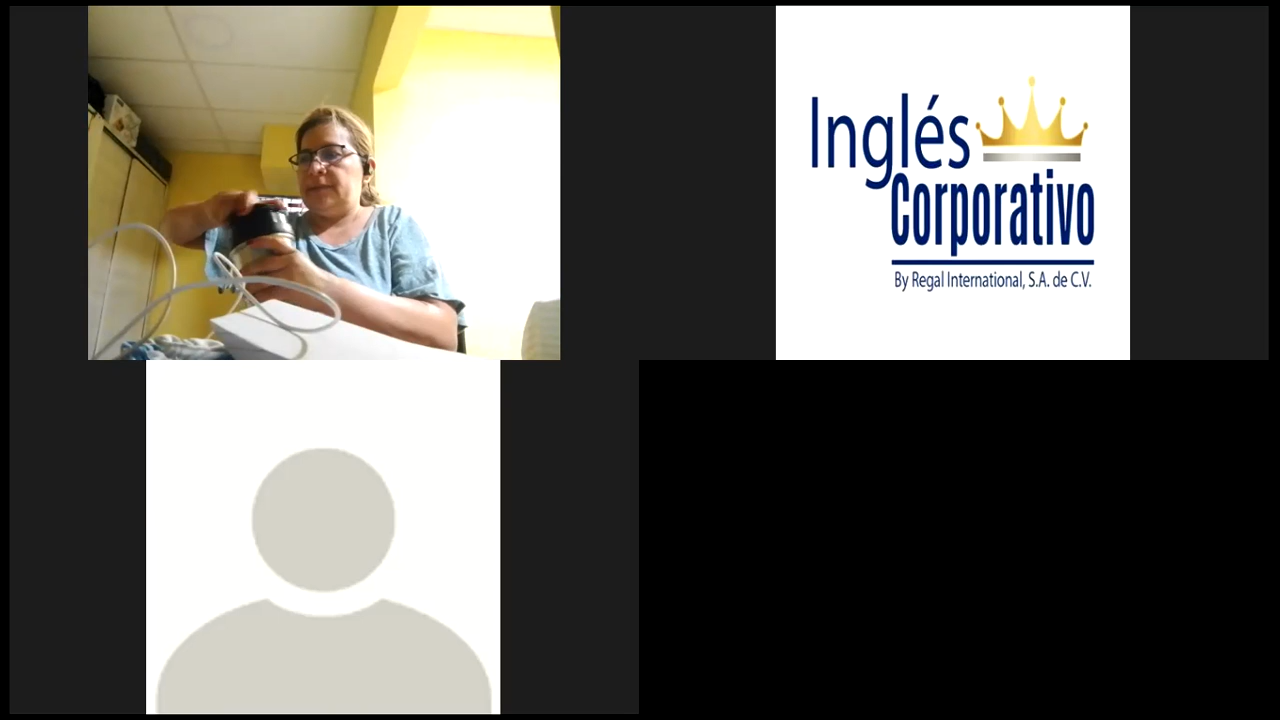 Inglés
Corporativo
By Regal International, S.A. de C.V.